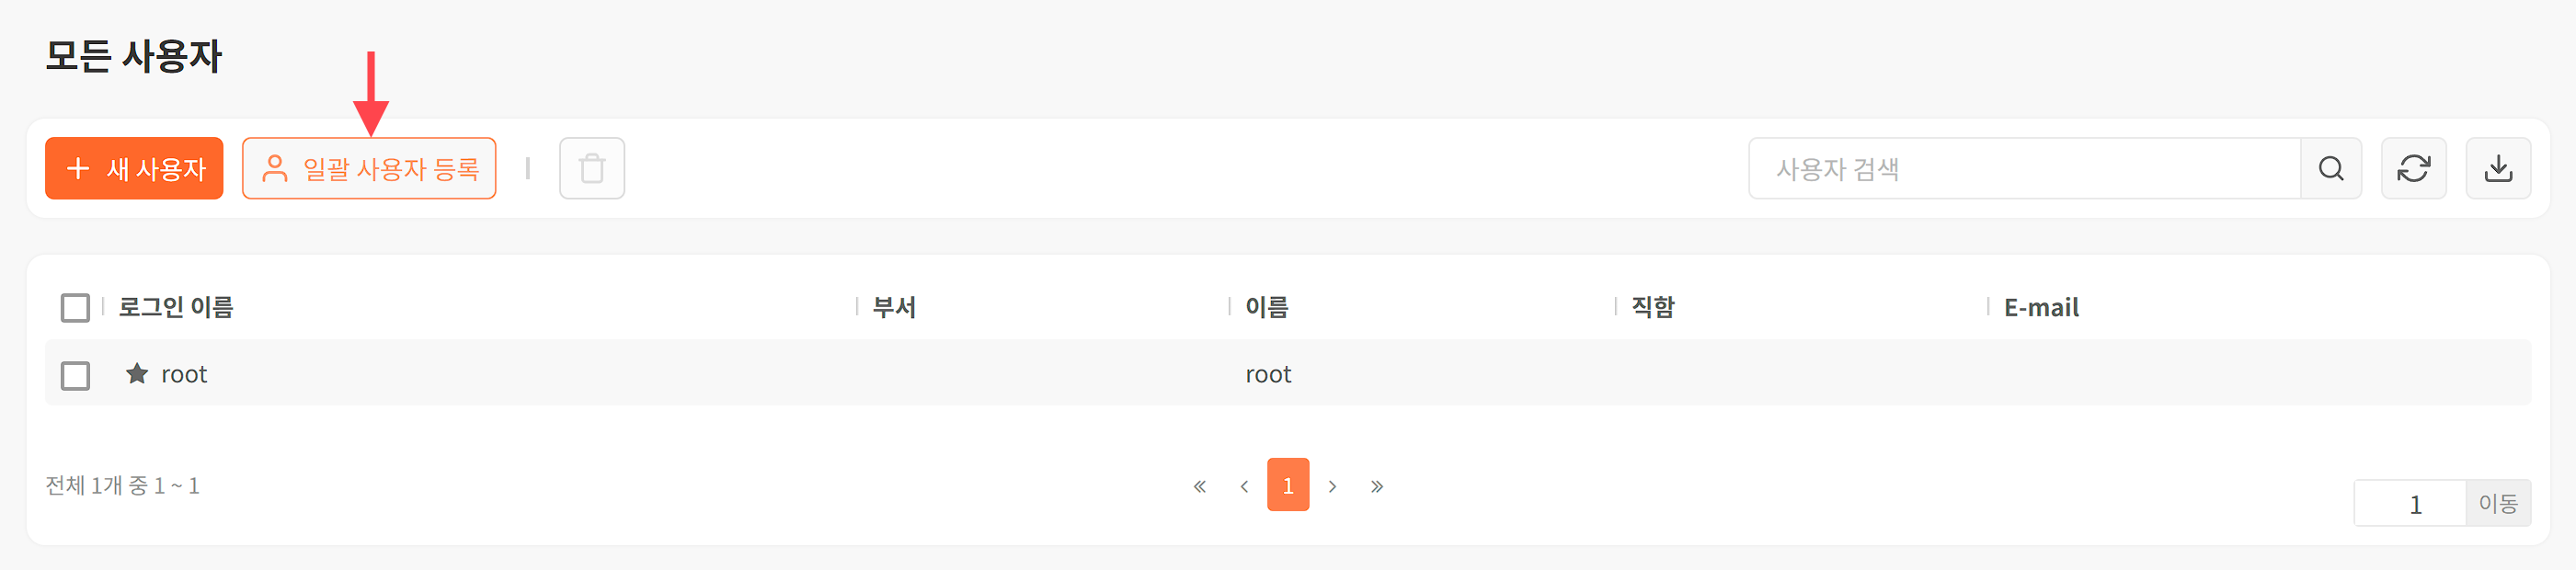 모든 사용자
새 사용자 일괄 사용자 등록 사용자 검색
로그인 이름 부서 이름 직함 E-mail
root root
전체 1개 중 1 ~ 1 « ‹ 1 › » 1 이동